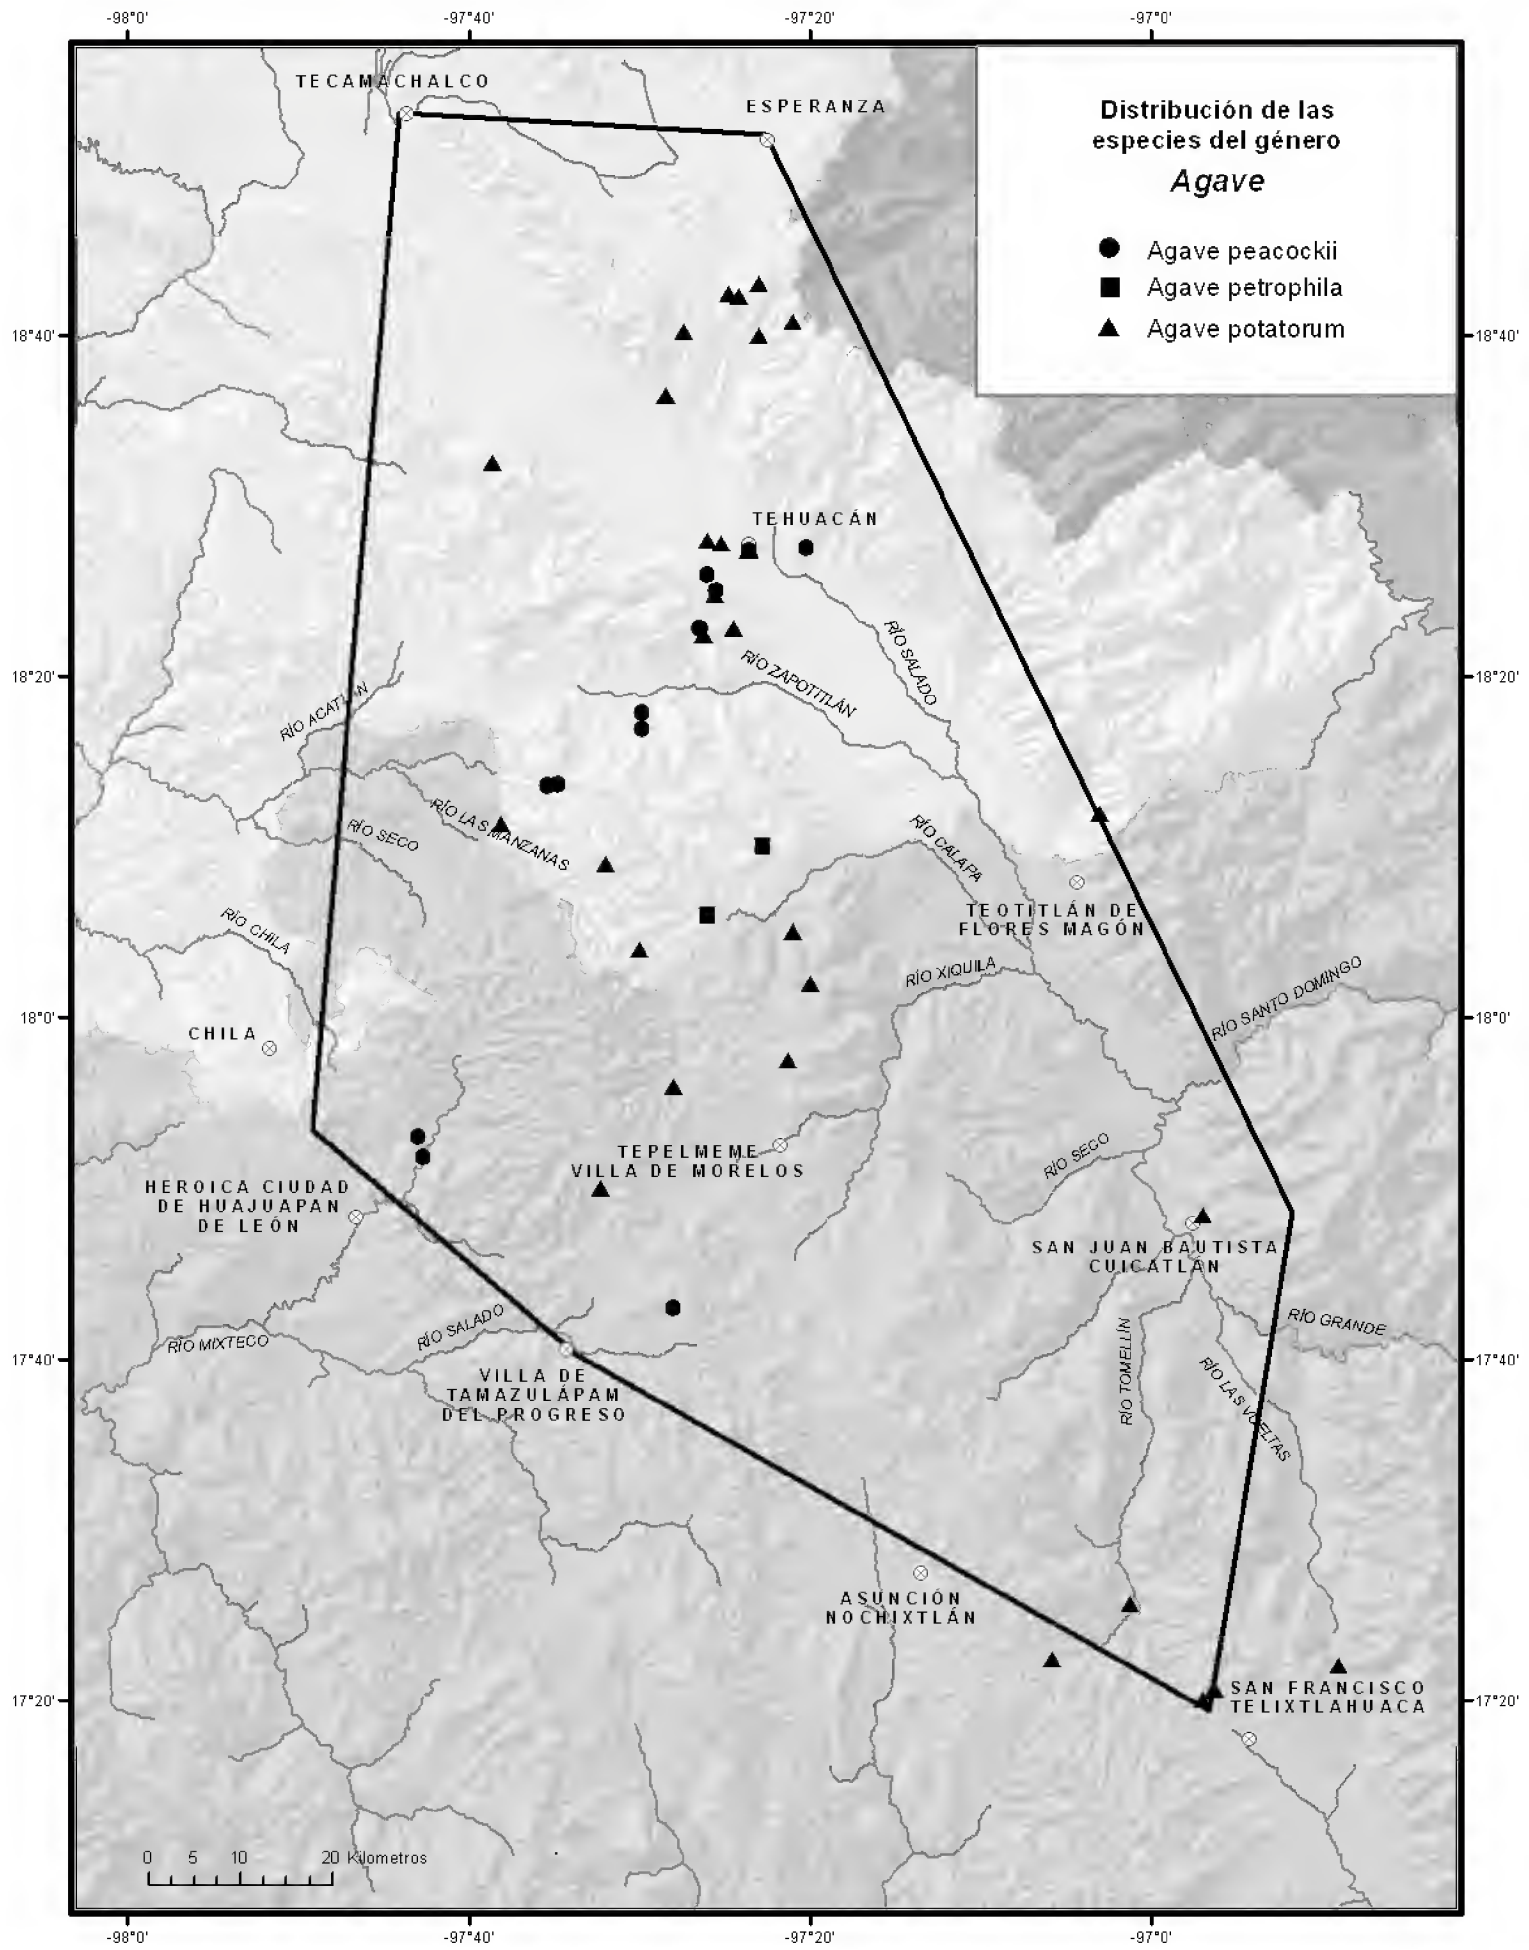 -98°0'
-97°40'
-97°20'
-97°0'
TECAMACHALCO
ESPERANZA
Distribución de las
especies del género
Agave
Agave peacockii
Agave petrophila
Agave potatorum
18°40'
18°40'
TEHUACÁN
RÍO SALADO
RÍO ZAPOTITLÁN
18°20'
18°20'
RÍO ACATLÁN
RÍO LAS MANZANAS
RÍO SECO
RÍO CALAPA
TEOTITLÁN DE
FLORES MAGÓN
RÍO CHILA
RÍO XIQUILA
RÍO SANTO DOMINGO
18°0'
18°0'
CHILA
TEPELMEME
VILLA DE MORELOS
RÍO SECO
HEROICA CIUDAD
DE HUAJUAPAN
DE LEÓN
SAN JUAN BAUTISTA
CUICATLÁN
RÍO GRANDE
RÍO MIXTECO
RÍO SALADO
17°40'
17°40'
VILLA DE
TAMAZULÁPAM
DEL PROGRESO
RÍO TOMELLÍN
RÍO LAS VUELTAS
ASUNCIÓN
NOCHIXTLÁN
SAN FRANCISCO
TELIXTLAHUACA
17°20'
17°20'
0 5 10 20 Kilometros
-98°0'
-97°40'
-97°20'
-97°0'